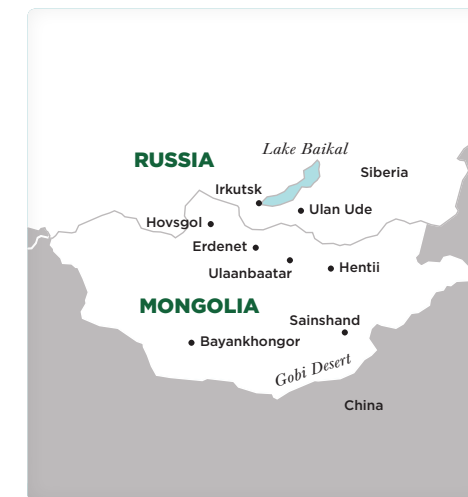 Lake Baikal
RUSSIA
Siberia
Irkutsk
Ulan Ude
Hovsgol
Erdenet
Hentii
Ulaanbaatar
MONGOLIA
Sainshand
Bayankhongor
Gobi Desert
China